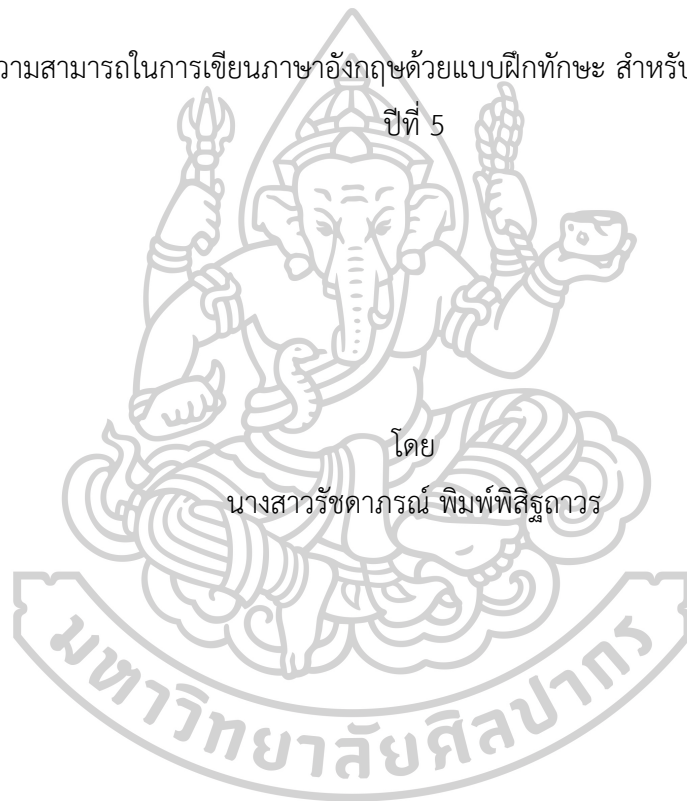 วามสามารถในการเขียนภาษาอังกฤษด้วยแบบฝึกทักษะ สำหรับ
ปีที่ 5
โดย
นางสาวรัชดาภรณ์ พิมพ์พิสิฐถาวร
มหาวิทยาลัยศิลปากร